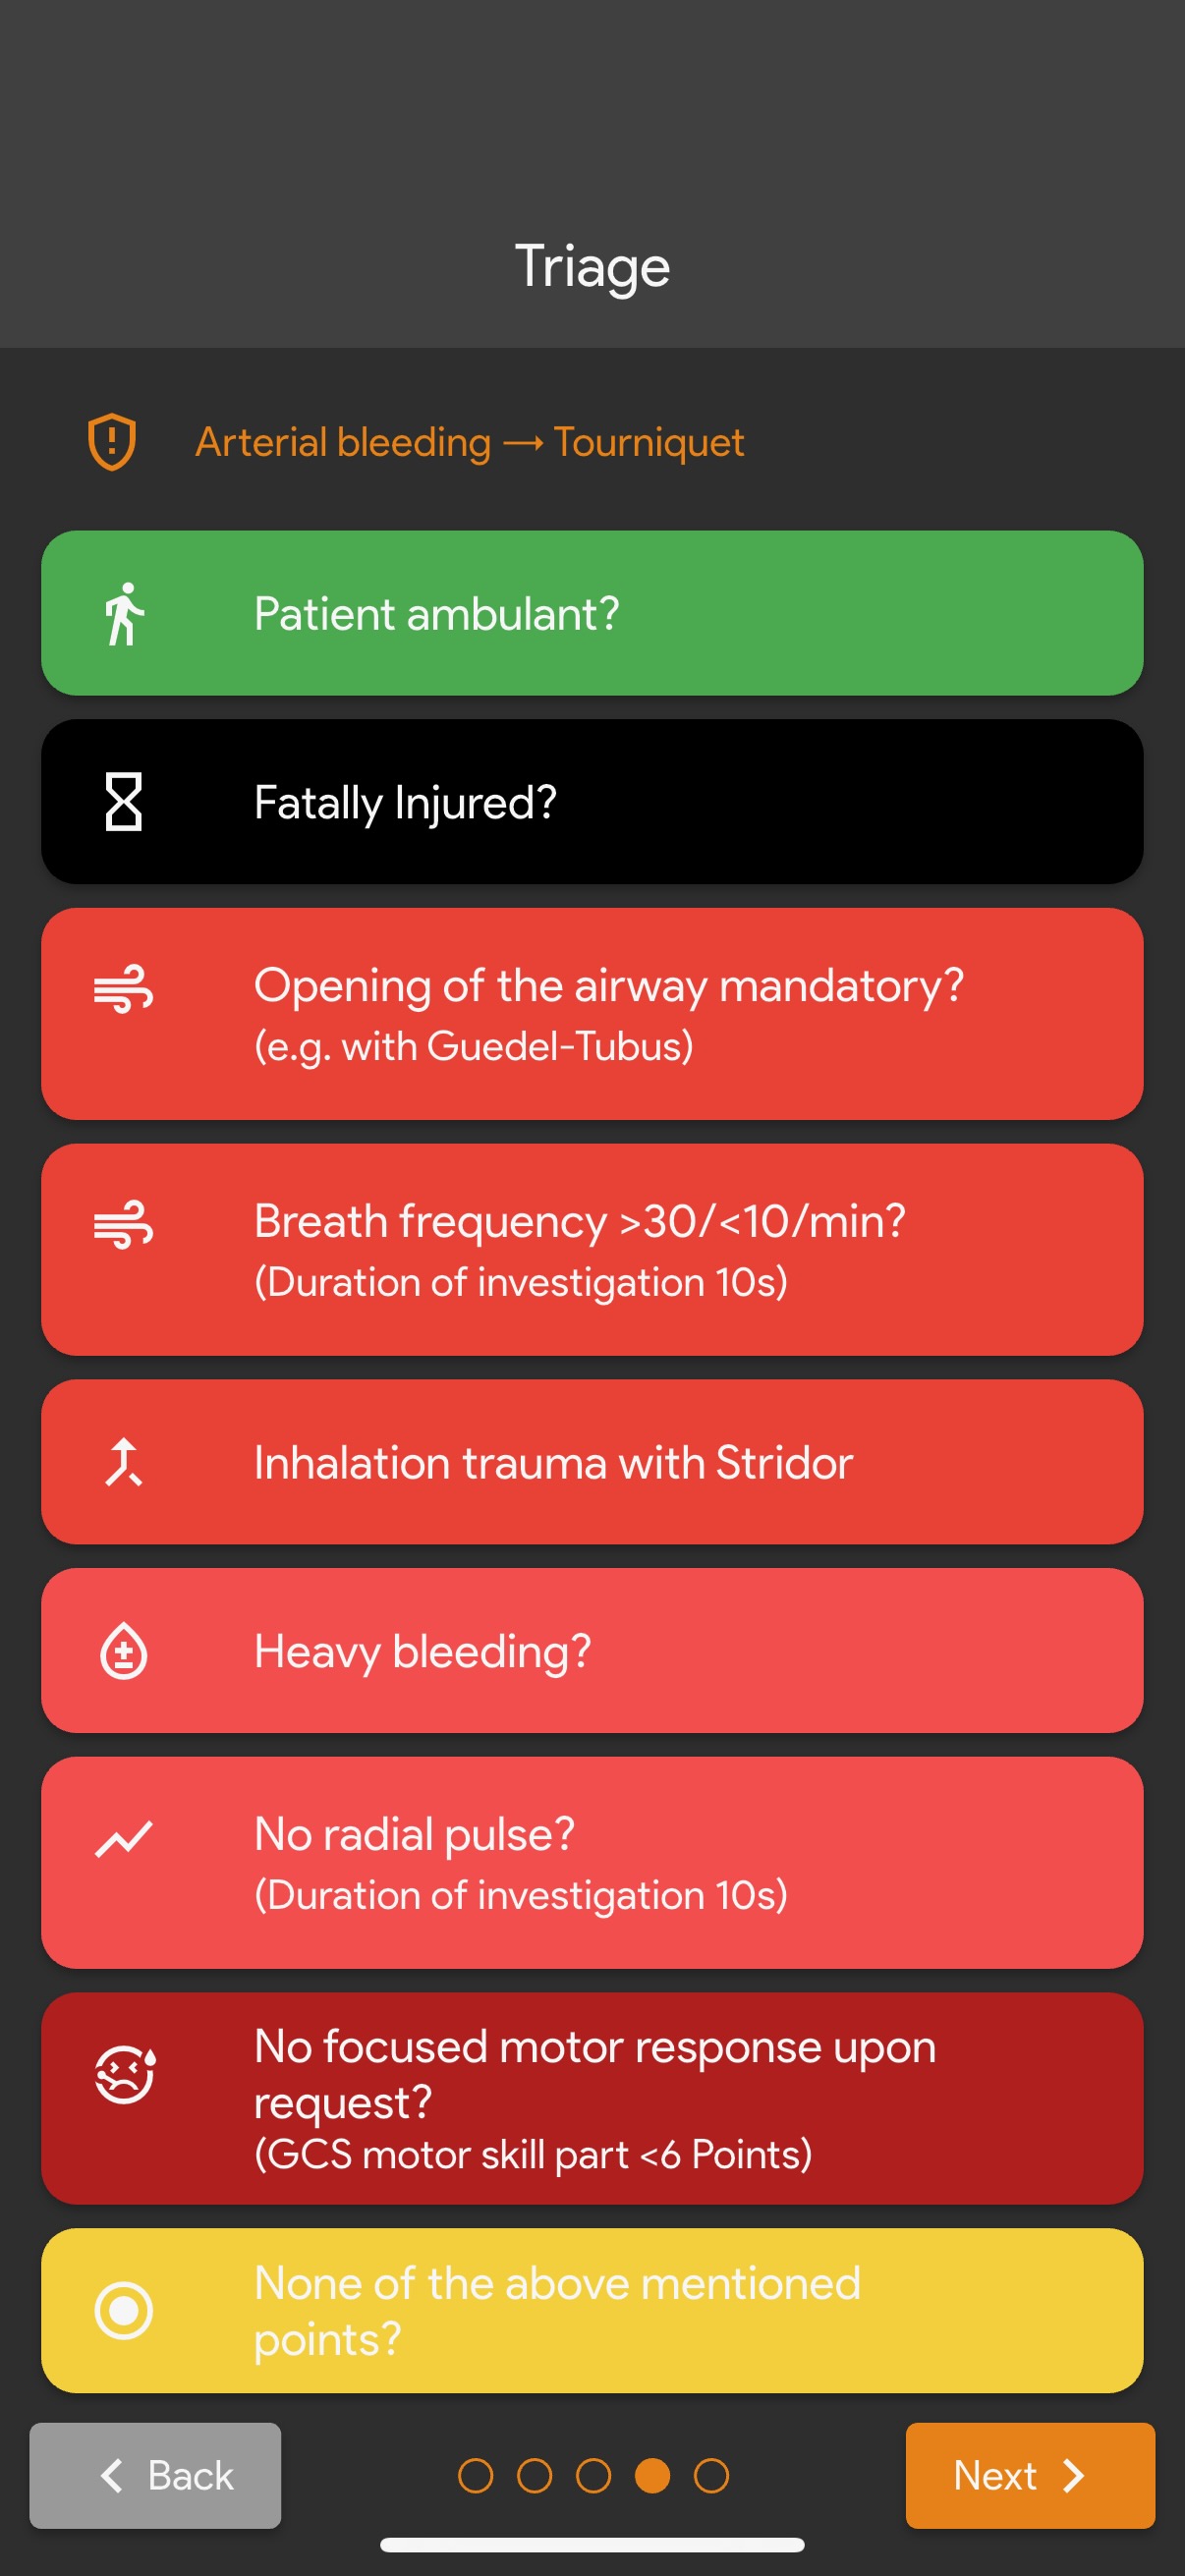 Triage
Arterial bleeding → Tourniquet
Patient ambulant?
Fatally Injured?
Opening of the airway mandatory?
(e.g. with Guedel-Tubus)
Breath frequency >30/<10/min?
(Duration of investigation 10s)
Inhalation trauma with Stridor
Heavy bleeding?
No radial pulse?
(Duration of investigation 10s)
No focused motor response upon
request?
(GCS motor skill part <6 Points)
None of the above mentioned
points?
Back
Next